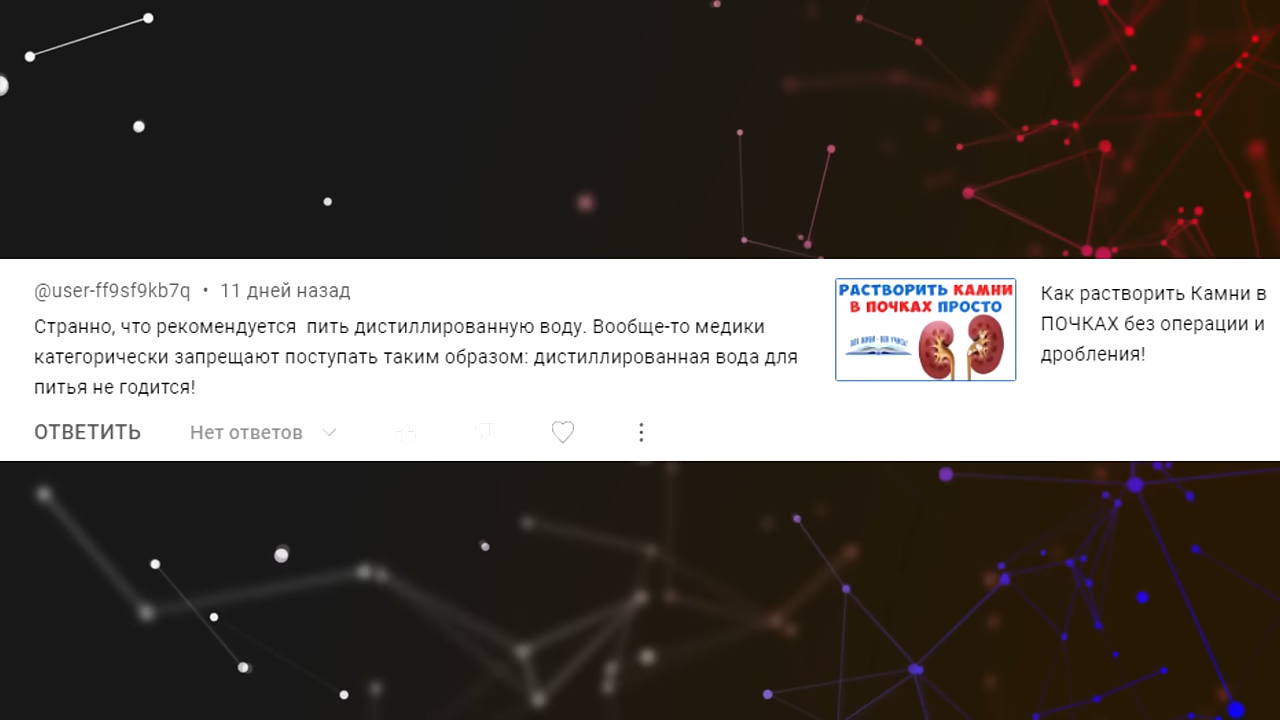 @user-ff9sf9kb7q • 11 дней назад
Странно, что рекомендуется пить дистиллированную воду. Вообще-то медики
категорически запрещают поступать таким образом: дистиллированная вода для
питья не годится!
ОТВЕТИТЬ Нет ответов
РАСТВОРИТЬ КАМНИ
В ПОЧКАХ ПРОСТО
Как растворить Камни в
ПОЧКАХ без операции и
дробления!